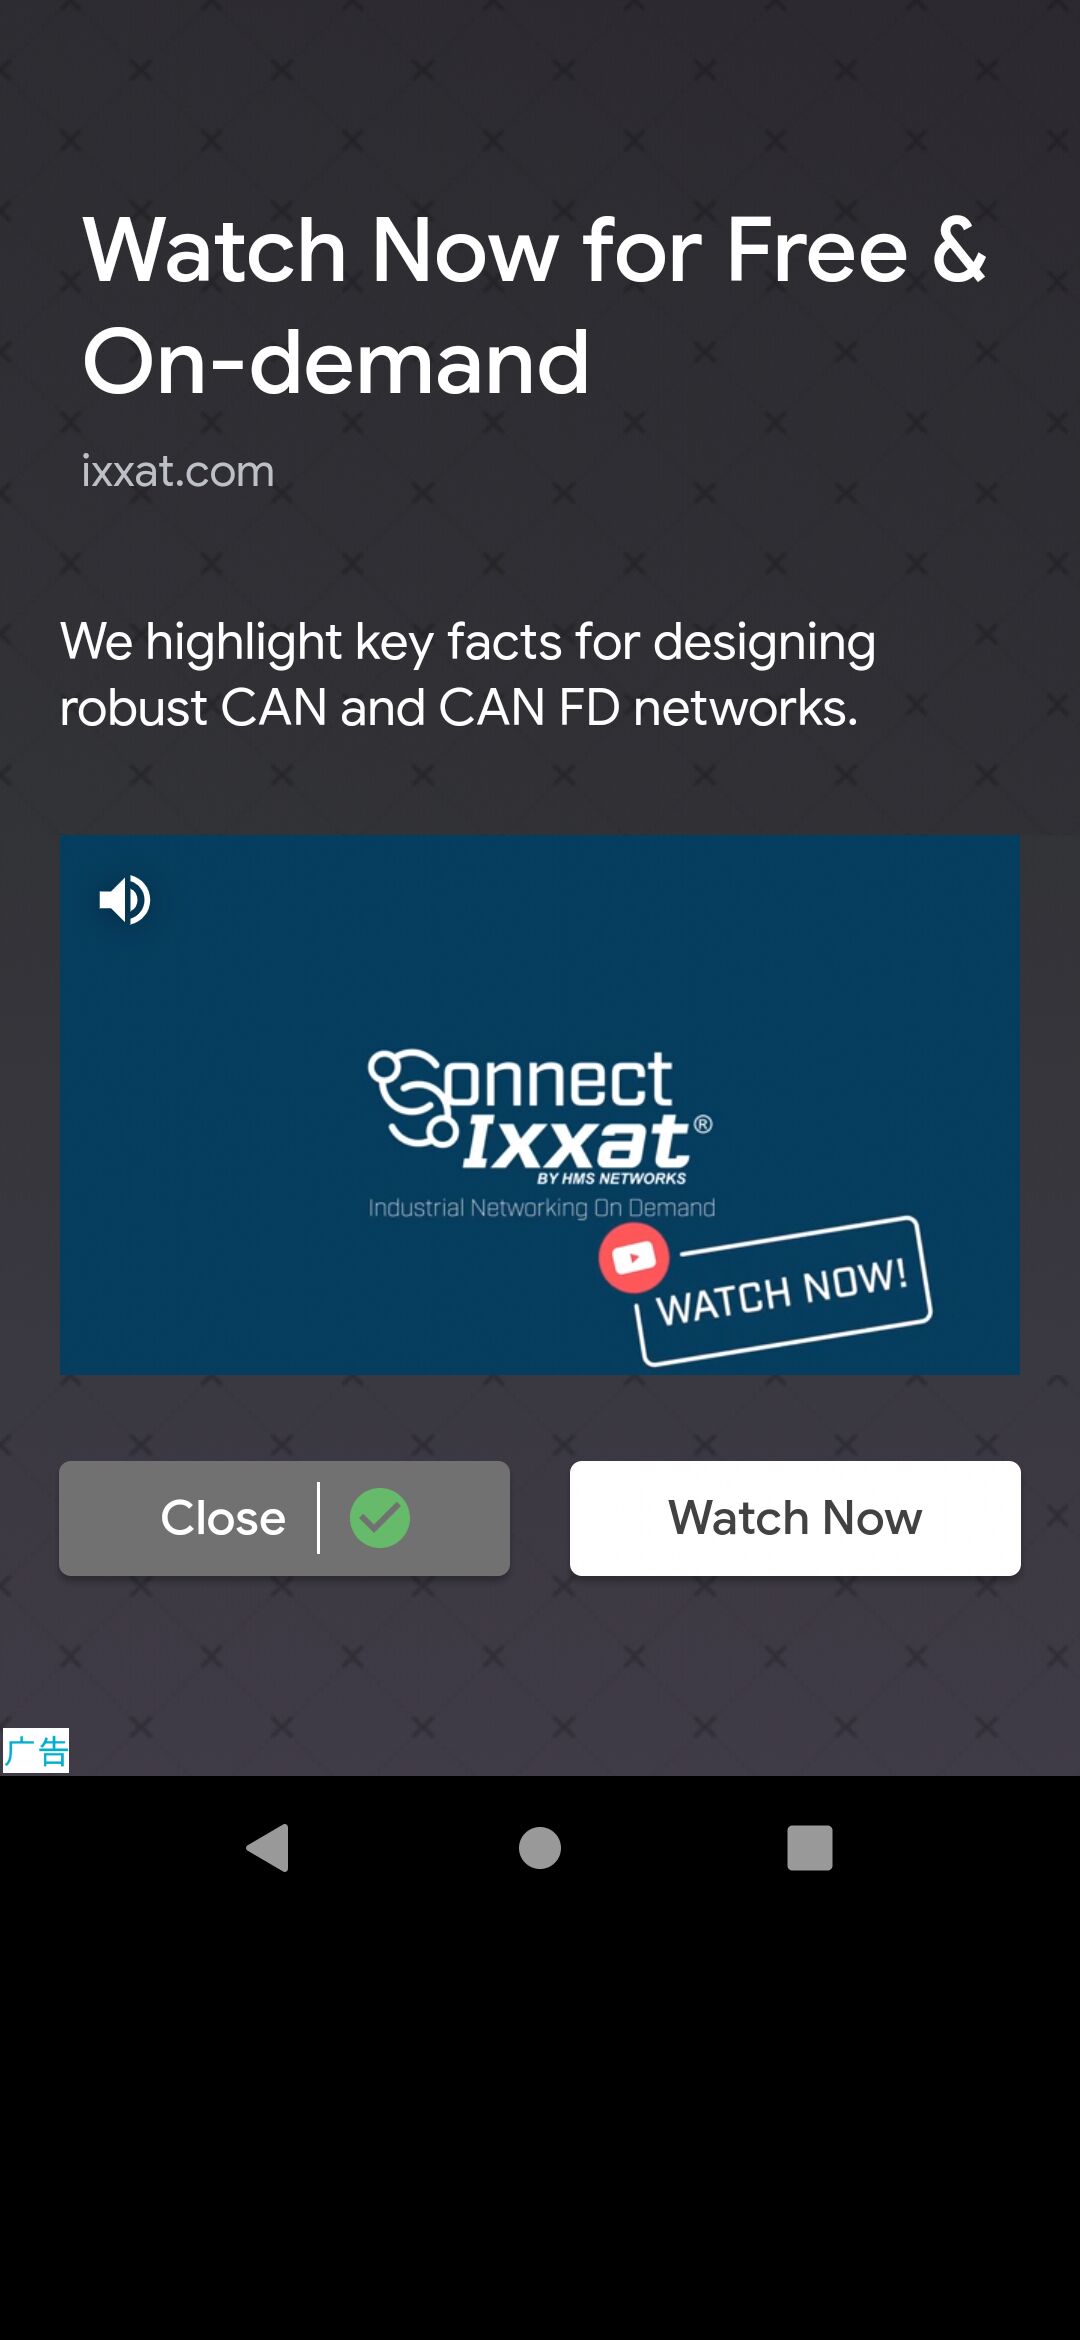 Watch Now for Free &
On-demand
ixxat.com
We highlight key facts for designing
robust CAN and CAN FD networks.
Connect
Ixxat®
BY HMS NETWORKS
Industrial Networking On Demand
WATCH NOW!
Close
Watch Now
广告